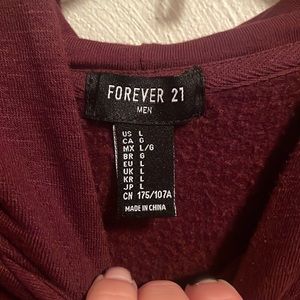 FOREVER 21
MEN
US L
CA G
MX L/G
BR G
EU L
UK L
KR L
JP L
CN 175/107A
MADE IN CHINA